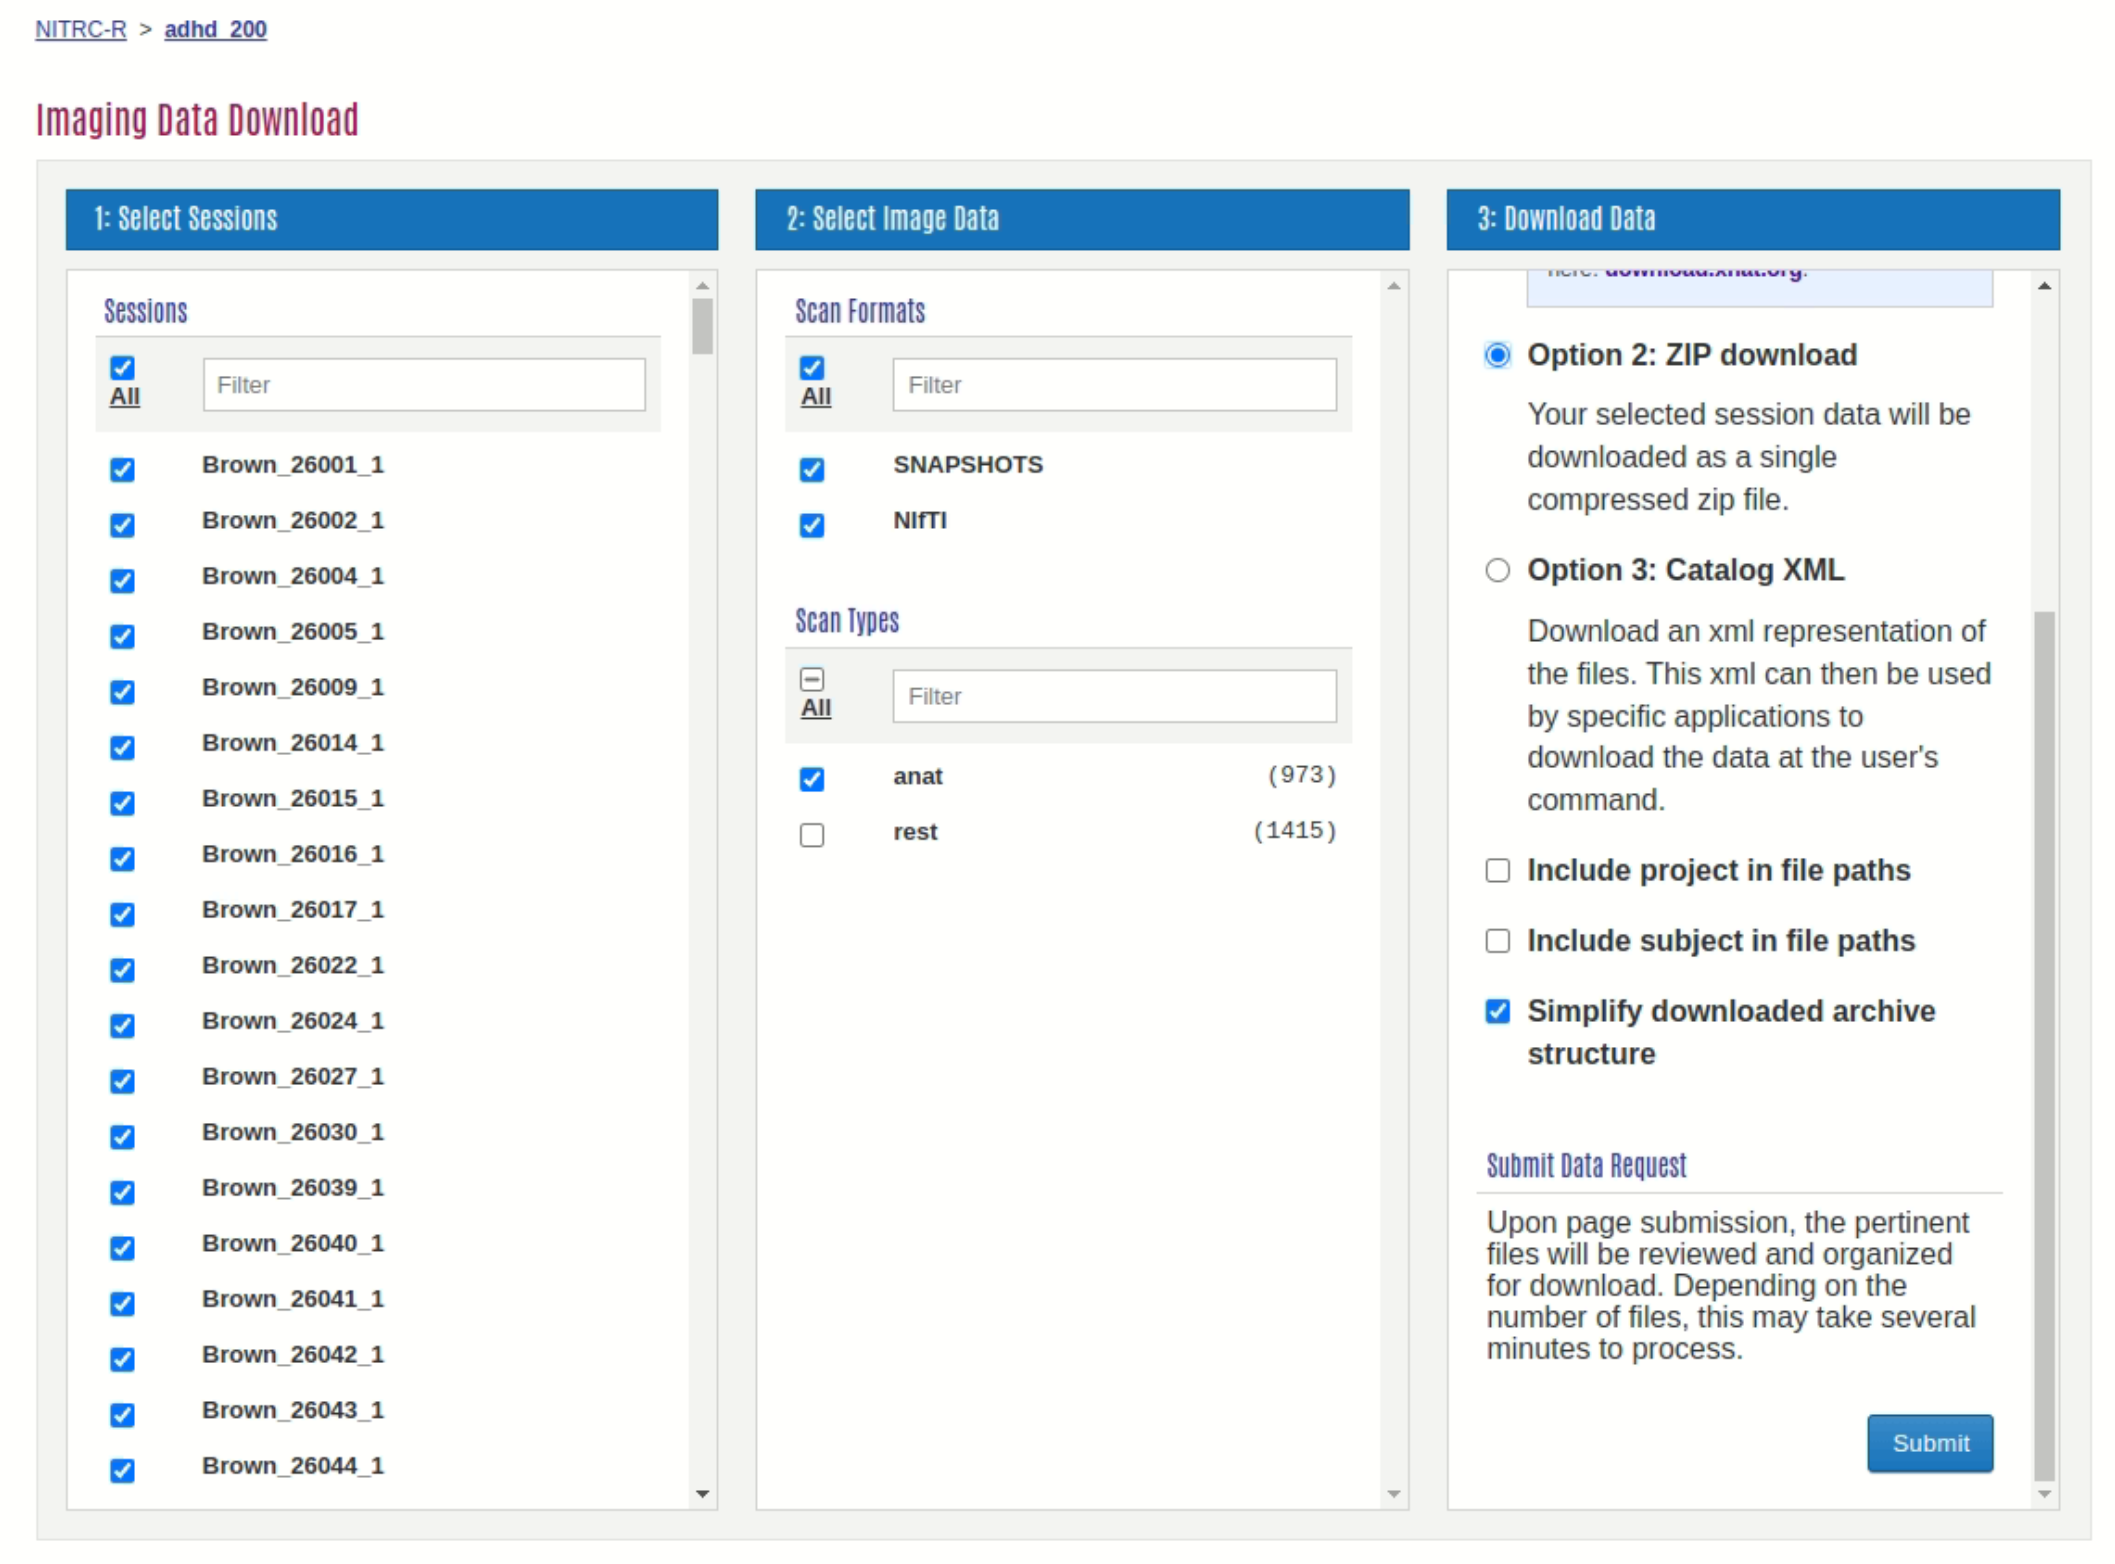 NITRC-R > adhd_200
Imaging Data Download
1: Select Sessions
Sessions
All
Filter
Brown_26001_1
Brown_26002_1
Brown_26004_1
Brown_26005_1
Brown_26009_1
Brown_26014_1
Brown_26015_1
Brown_26016_1
Brown_26017_1
Brown_26022_1
Brown_26024_1
Brown_26027_1
Brown_26030_1
Brown_26039_1
Brown_26040_1
Brown_26041_1
Brown_26042_1
Brown_26043_1
Brown_26044_1
2: Select Image Data
Scan Formats
All
Filter
SNAPSHOTS
NIfTI
Scan Types
All
Filter
anat (973)
rest (1415)
3: Download Data
here: download.xnat.org.
Option 2: ZIP download
Your selected session data will be
downloaded as a single
compressed zip file.
Option 3: Catalog XML
Download an xml representation of
the files. This xml can then be used
by specific applications to
download the data at the user's
command.
Include project in file paths
Include subject in file paths
Simplify downloaded archive
structure
Submit Data Request
Upon page submission, the pertinent
files will be reviewed and organized
for download. Depending on the
number of files, this may take several
minutes to process.
Submit